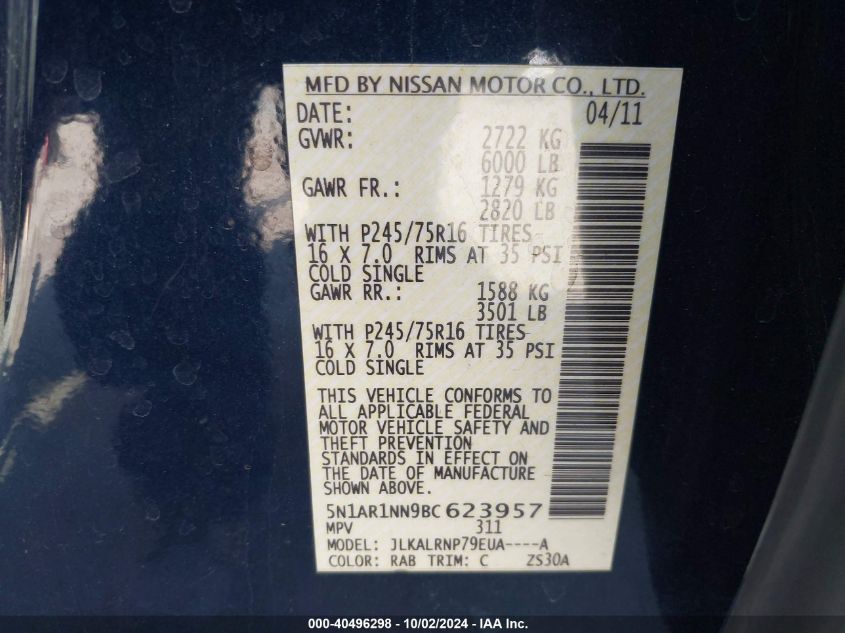 MFD BY NISSAN MOTOR CO., LTD.
DATE: 04/11
GVWR: 2722 KG
6000 LB
GAWR FR.: 1279 KG
2820 LB
WITH P245/75R16 TIRES
16 X 7.0 RIMS AT 35 PSI
COLD SINGLE
GAWR RR.: 1588 KG
3501 LB
WITH P245/75R16 TIRES
16 X 7.0 RIMS AT 35 PSI
COLD SINGLE
THIS VEHICLE CONFORMS TO
ALL APPLICABLE FEDERAL
MOTOR VEHICLE SAFETY AND
THEFT PREVENTION
STANDARDS IN EFFECT ON
THE DATE OF MANUFACTURE
SHOWN ABOVE.
5N1AR1NN9BC623957
MPV 311
MODEL: JLKALRNP79EUA----A
COLOR: RAB TRIM: C ZS30A
000-40496298 - 10/02/2024 - IAA Inc.